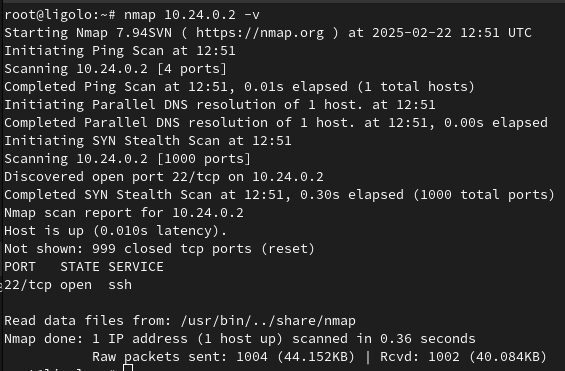 root@ligolo:~# nmap 10.24.0.2 -v
Starting Nmap 7.94SVN ( https://nmap.org ) at 2025-02-22 12:51 UTC
Initiating Ping Scan at 12:51
Scanning 10.24.0.2 [4 ports]
Completed Ping Scan at 12:51, 0.01s elapsed (1 total hosts)
Initiating Parallel DNS resolution of 1 host. at 12:51
Completed Parallel DNS resolution of 1 host. at 12:51, 0.00s elapsed
Initiating SYN Stealth Scan at 12:51
Scanning 10.24.0.2 [1000 ports]
Discovered open port 22/tcp on 10.24.0.2
Completed SYN Stealth Scan at 12:51, 0.30s elapsed (1000 total ports)
Nmap scan report for 10.24.0.2
Host is up (0.010s latency).
Not shown: 999 closed tcp ports (reset)
PORT   STATE SERVICE
22/tcp open  ssh
Read data files from: /usr/bin/../share/nmap
Nmap done: 1 IP address (1 host up) scanned in 0.36 seconds
           Raw packets sent: 1004 (44.152KB) | Rcvd: 1002 (40.084KB)
root@ligolo:~#